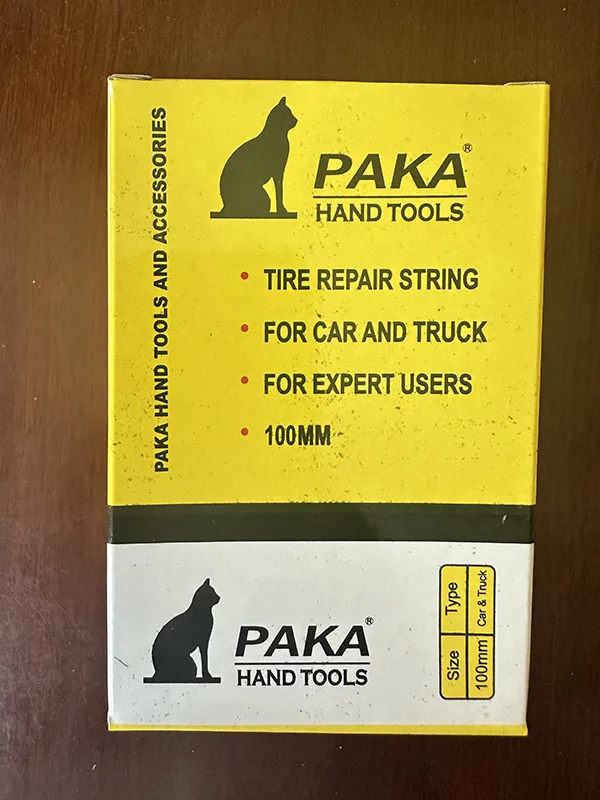 PAKA HAND TOOLS AND ACCESSORIES
PAKA®
HAND TOOLS
• TIRE REPAIR STRING
• FOR CAR AND TRUCK
• FOR EXPERT USERS
• 100MM
PAKA®
HAND TOOLS
Size Type
100mm Car & Truck